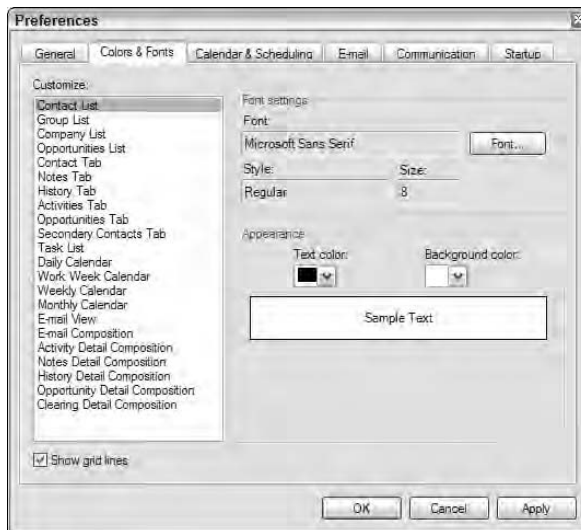 Preferences
General Colors & Fonts Calendar & Scheduling E-mail Communication Startup
Customize:
Contact List
Group List
Company List
Opportunities List
Contact Tab
Notes Tab
History Tab
Activities Tab
Opportunities Tab
Secondary Contacts Tab
Task List
Daily Calendar
Work Week Calendar
Weekly Calendar
Monthly Calendar
E-mail View
E-mail Composition
Activity Detail Composition
Notes Detail Composition
History Detail Composition
Opportunity Detail Composition
Clearing Detail Composition
Show grid lines
Font settings
Font:
Microsoft Sans Serif Font...
Style: Size:
Regular 8
Appearance
Text color: Background color:
Sample Text
OK Cancel Apply